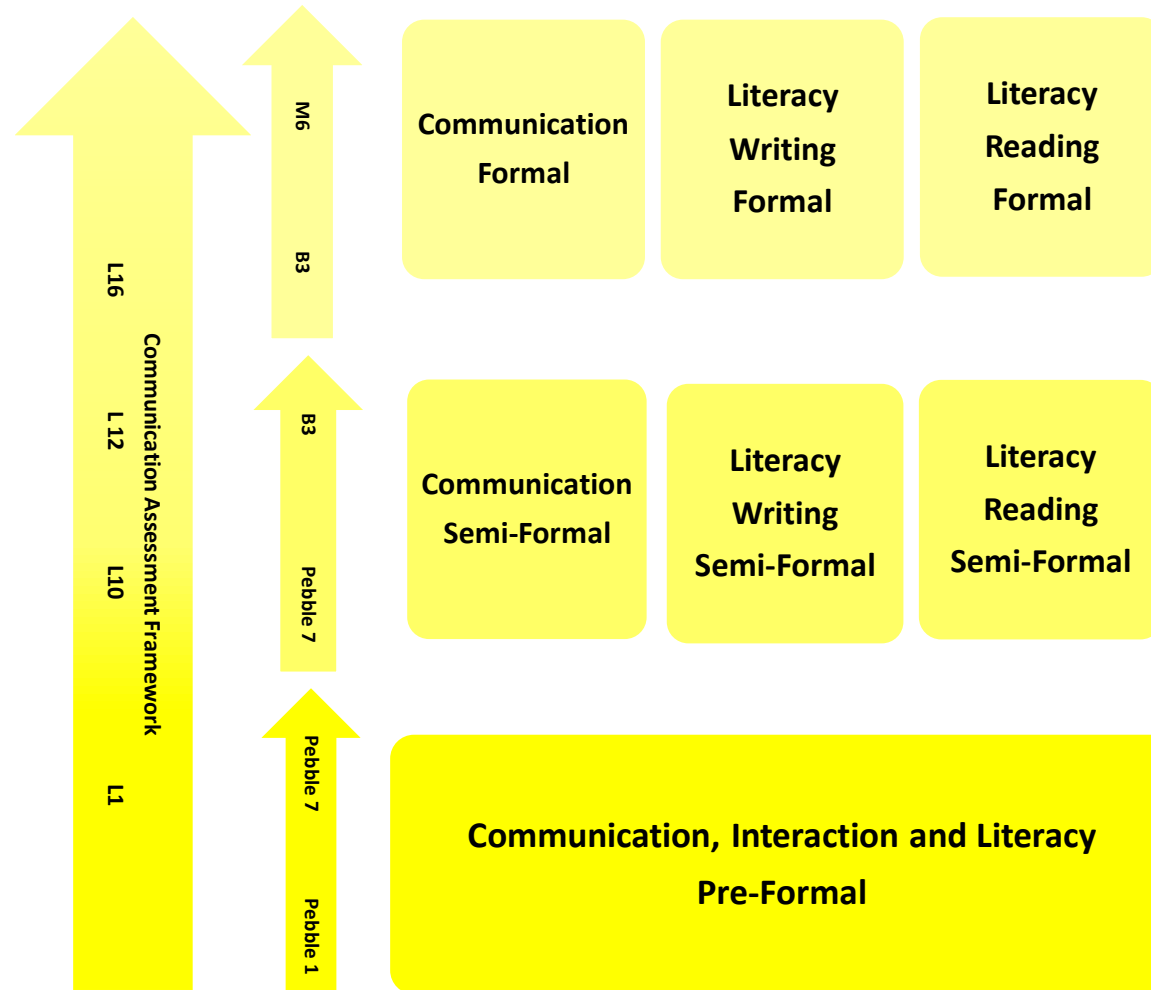 Communication
Formal
Literacy
Writing
Formal
Literacy
Reading
Formal
M6
B3
L16
L 12
L10
L1
Communication Assessment Framework
B3
Pebble 7
Communication
Semi-Formal
Literacy
Writing
Semi-Formal
Literacy
Reading
Semi-Formal
Pebble 7
Pebble 1
Communication, Interaction and Literacy
Pre-Formal